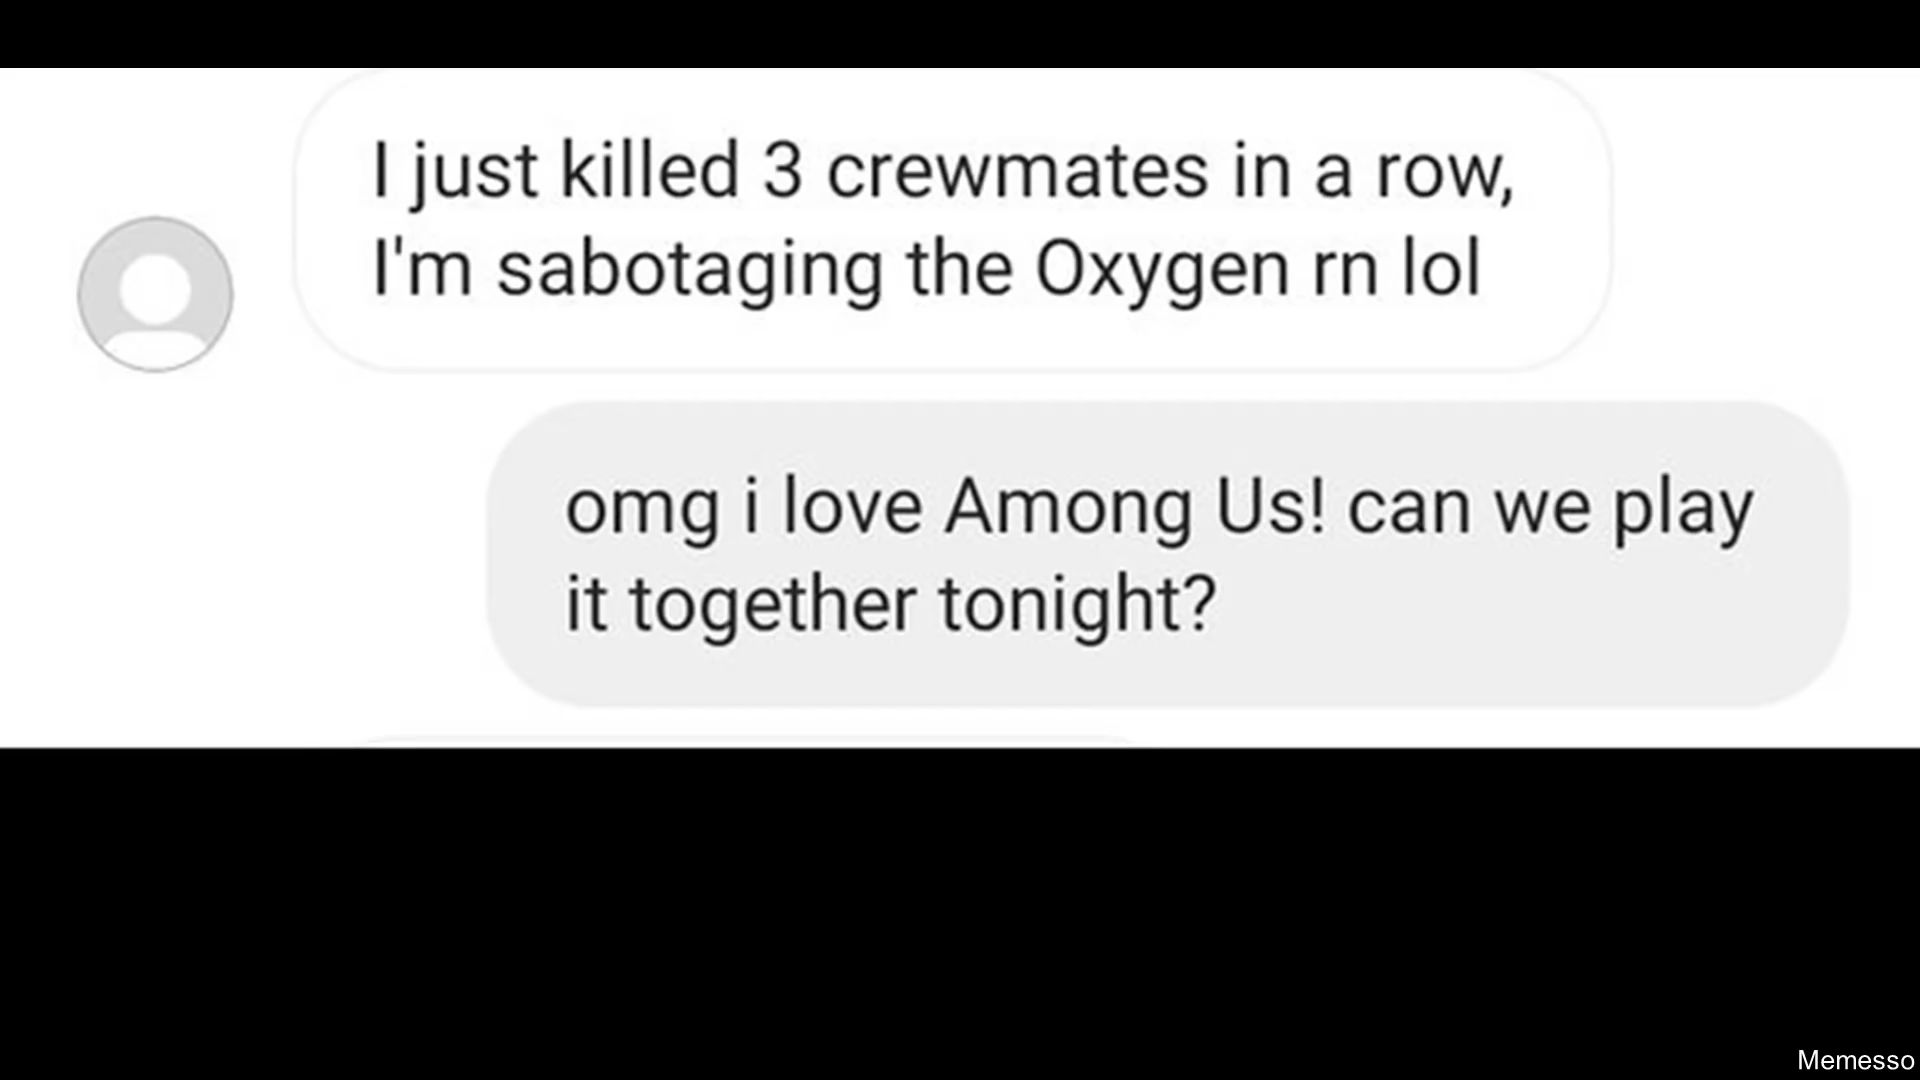 I just killed 3 crewmates in a row,
I'm sabotaging the Oxygen rn lol
omg i love Among Us! can we play
it together tonight?
Memesso